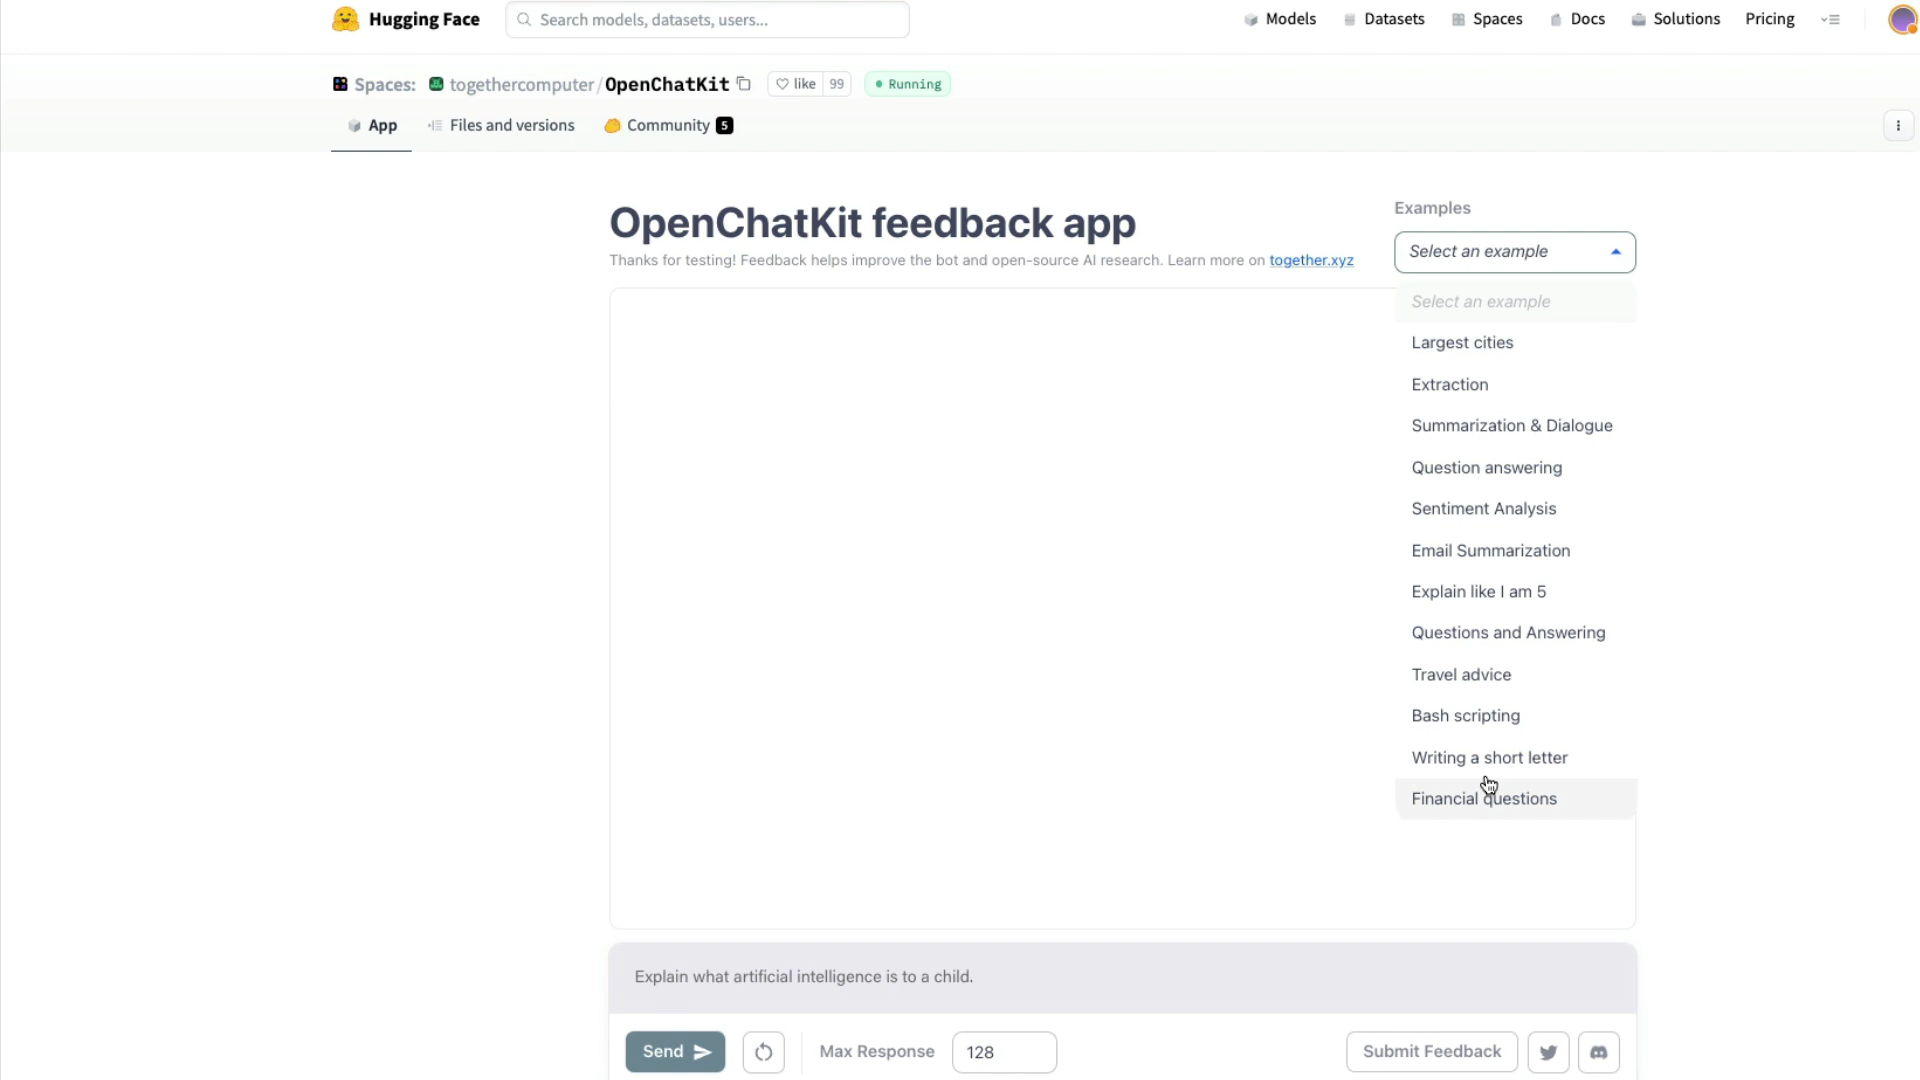 Hugging Face
Search models, datasets, users...
Models
Datasets
Spaces
Docs
Solutions
Pricing
Spaces: togethercomputer/OpenChatKit
like 99
Running
App
Files and versions
Community 5
OpenChatKit feedback app
Thanks for testing! Feedback helps improve the bot and open-source AI research. Learn more on together.xyz
Examples
Select an example
Select an example
Largest cities
Extraction
Summarization & Dialogue
Question answering
Sentiment Analysis
Email Summarization
Explain like I am 5
Questions and Answering
Travel advice
Bash scripting
Writing a short letter
Financial questions
Explain what artificial intelligence is to a child.
Send
Max Response 128
Submit Feedback